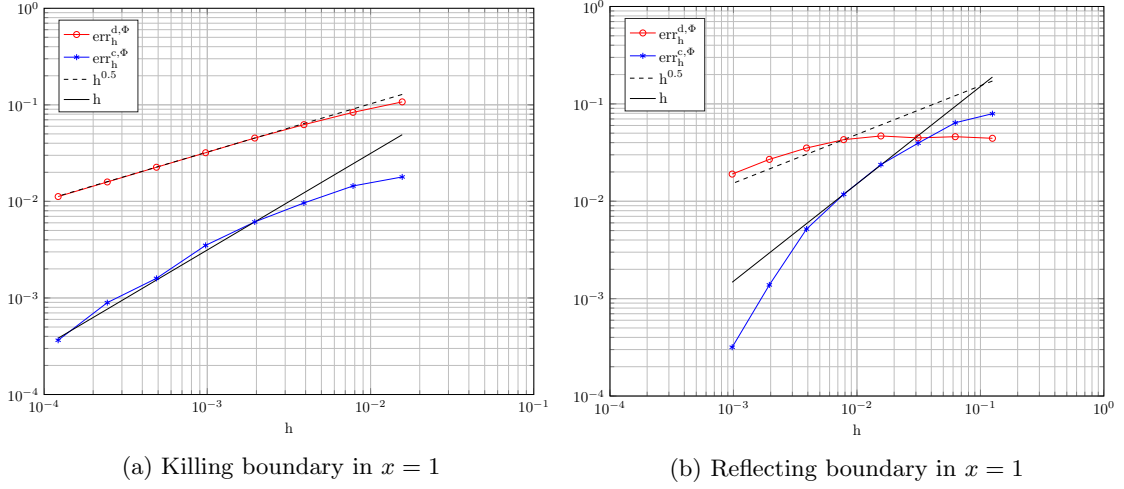 10^0
10^-1
10^-2
10^-3
10^-4
10^-4
10^-3
10^-2
10^-1
h
err_h^{d,Φ}
err_h^{c,Φ}
h^0.5
h
(a) Killing boundary in x = 1
10^0
10^-1
10^-2
10^-3
10^-4
10^-4
10^-3
10^-2
10^-1
10^0
h
err_h^{d,Φ}
err_h^{c,Φ}
h^0.5
h
(b) Reflecting boundary in x = 1